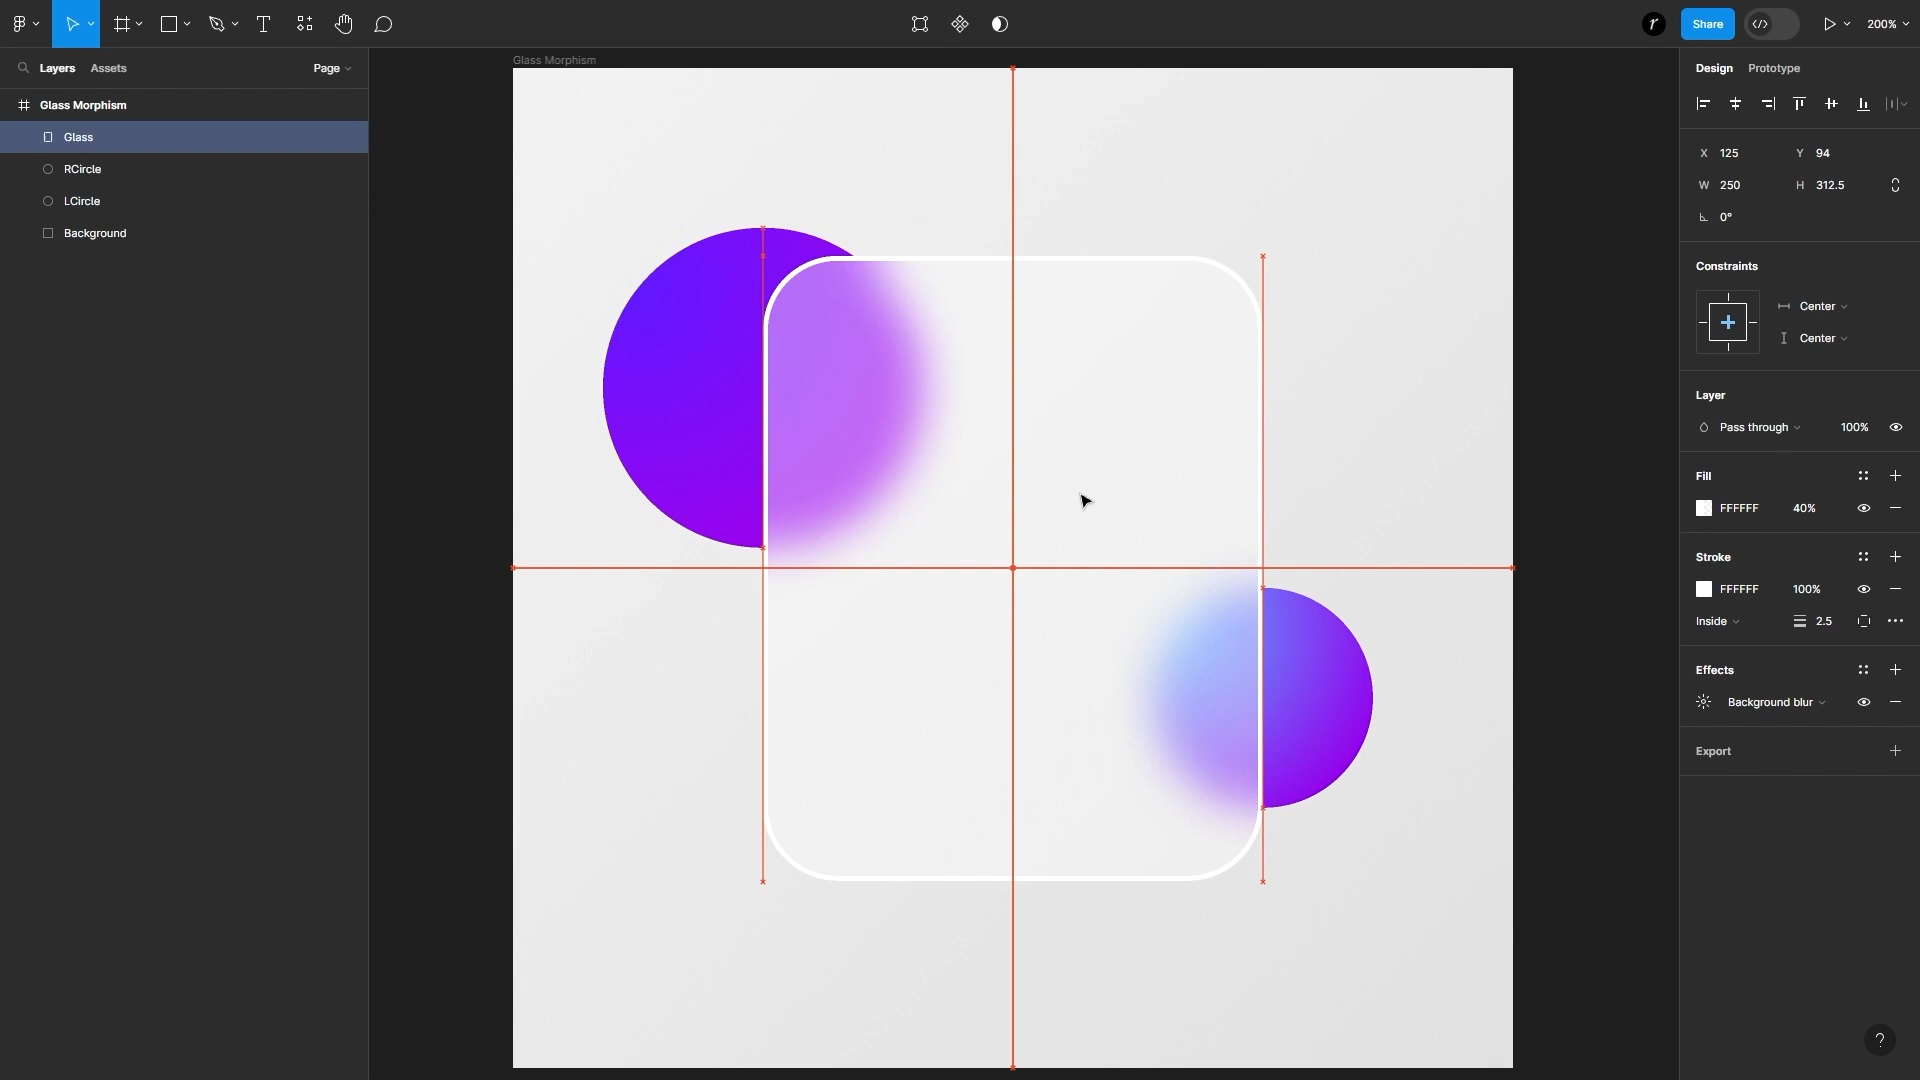 Share
200%
Layers
Assets
Page
Glass Morphism
Glass
RCircle
LCircle
Background
Glass Morphism
Design
Prototype
X 125
Y 94
W 250
H 312.5
0°
Constraints
Center
Center
Layer
Pass through
100%
Fill
FFFFFF
40%
Stroke
FFFFFF
100%
Inside
2.5
Effects
Background blur
Export
?